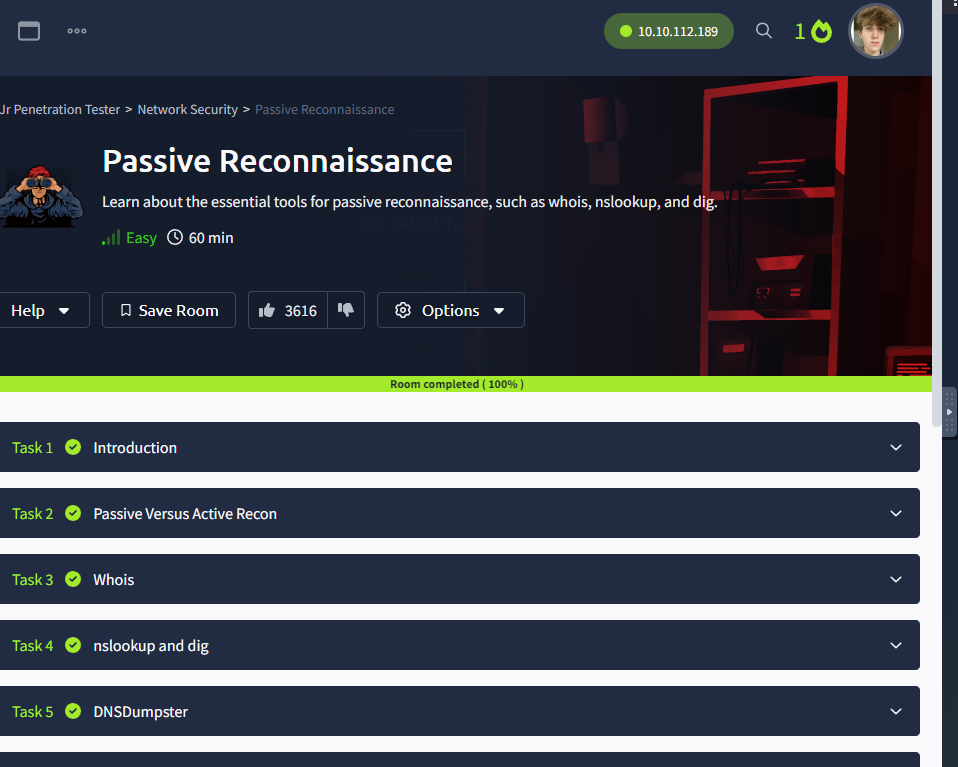 10.10.112.189
1
Jr Penetration Tester > Network Security > Passive Reconnaissance
Passive Reconnaissance
Learn about the essential tools for passive reconnaissance, such as whois, nslookup, and dig.
Easy 60 min
Help Save Room 3616 Options
Room completed ( 100% )
Task 1 Introduction
Task 2 Passive Versus Active Recon
Task 3 Whois
Task 4 nslookup and dig
Task 5 DNSDumpster